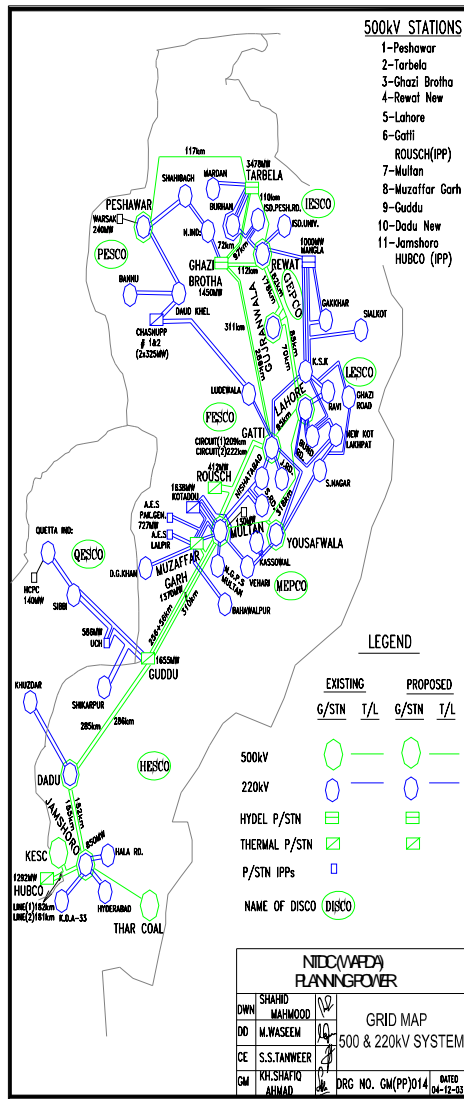 500kV STATIONS
1-Peshawar
2-Tarbela
3-Ghazi Brotha
4-Rewat New
5-Lahore
6-Gatti
ROUSCH(IPP)
7-Multan
8-Muzaffar Garh
9-Guddu
10-Dadu New
11-Jamshoro
HUBCO (IPP)
117km
3478MW
TARBELA
MARDAN
SHAHIBAGH
PESHAWAR
WARSAK
240MW
BURHAN
110km
ISD.PESH.RD.
IESCO
ISD.UNIV.
N.IND:
72km
PESCO
GHAZI
BROTHA
1450MW
112km
REWAT
1000MW
MANGLA
BANNU
DAUD KHEL
CHASHUPP
# 1&2
(2x325MW)
GEPCO
GUJRANWALA
311km
GAKKHAR
SIALKOT
70km
K.S.K
LESCO
LUDEWALA
LAHORE
RAVI
GHAZI
ROAD
FESCO
GATTI
CIRCUIT(1)209km
CIRCUIT(2)222km
NEW KOT
LAKHPAT
S.NAGAR
412MW
ROUSCH
NISHATABAD
J.RD.
1638MW
KOTADDU
A.E.S
PAK.GEN.
727MW
A.E.S
LALPIR
MULTAN
YOUSAFWALA
KASSOWAL
QUETTA IND:
QESCO
D.G.KHAN
MUZAFFAR
GARH
1370MW
M.G.P.S
MULTAN
VEHARI
MEPCO
HCPC
140MW
SIBBI
BAHAWALPUR
310km
586MW
UCH
1655MW
GUDDU
KHUZDAR
SHIKARPUR
285km
286km
HESCO
DADU
JAMSHORO
850MW
KESC
HALA RD.
1292MW
HUBCO
LINE(1)182km
LINE(2)181km
K.D.A-33
HYDERABAD
THAR COAL
LEGEND
EXISTING PROPOSED
G/STN T/L G/STN T/L
500kV
220kV
HYDEL P/STN
THERMAL P/STN
P/STN IPPs
NAME OF DISCO DISCO
NTDC(WAPDA)
PLANNING POWER
DWN SHAHID MAHMOOD
DD M.WASEEM
CE S.S.TANWEER
GM KH.SHAFIQ AHMAD
GRID MAP
500 & 220kV SYSTEM
DRG NO. GM(PP)014
DATED
04-12-03